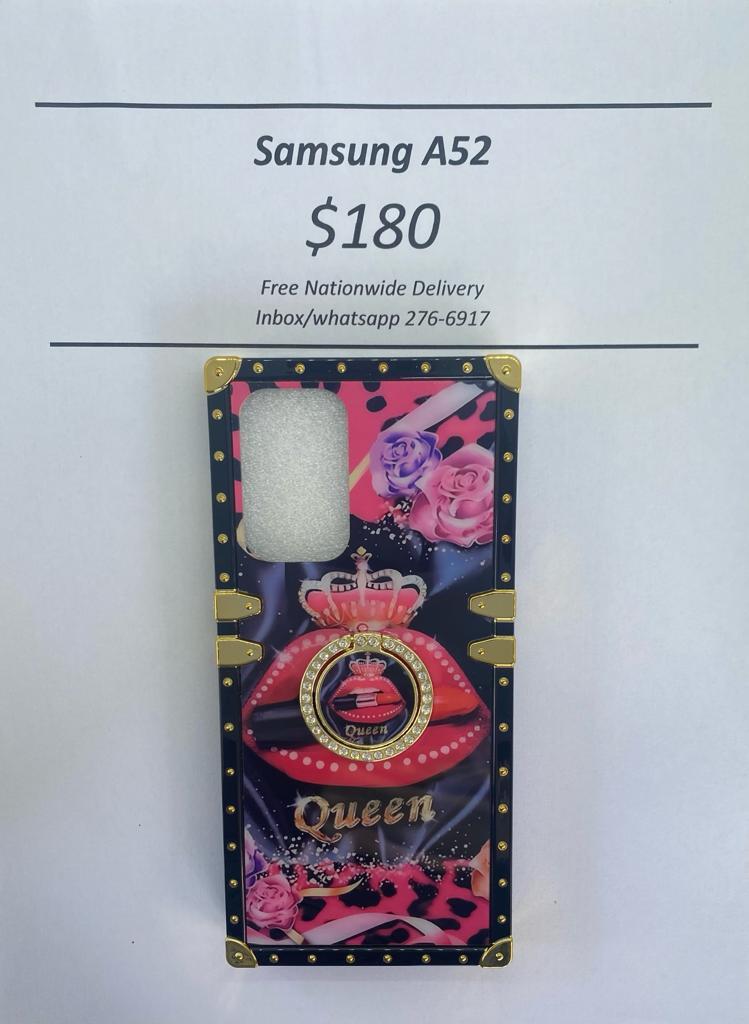 Samsung A52
$180
Free Nationwide Delivery
Inbox/whatsapp 276-6917
Queen
Queen